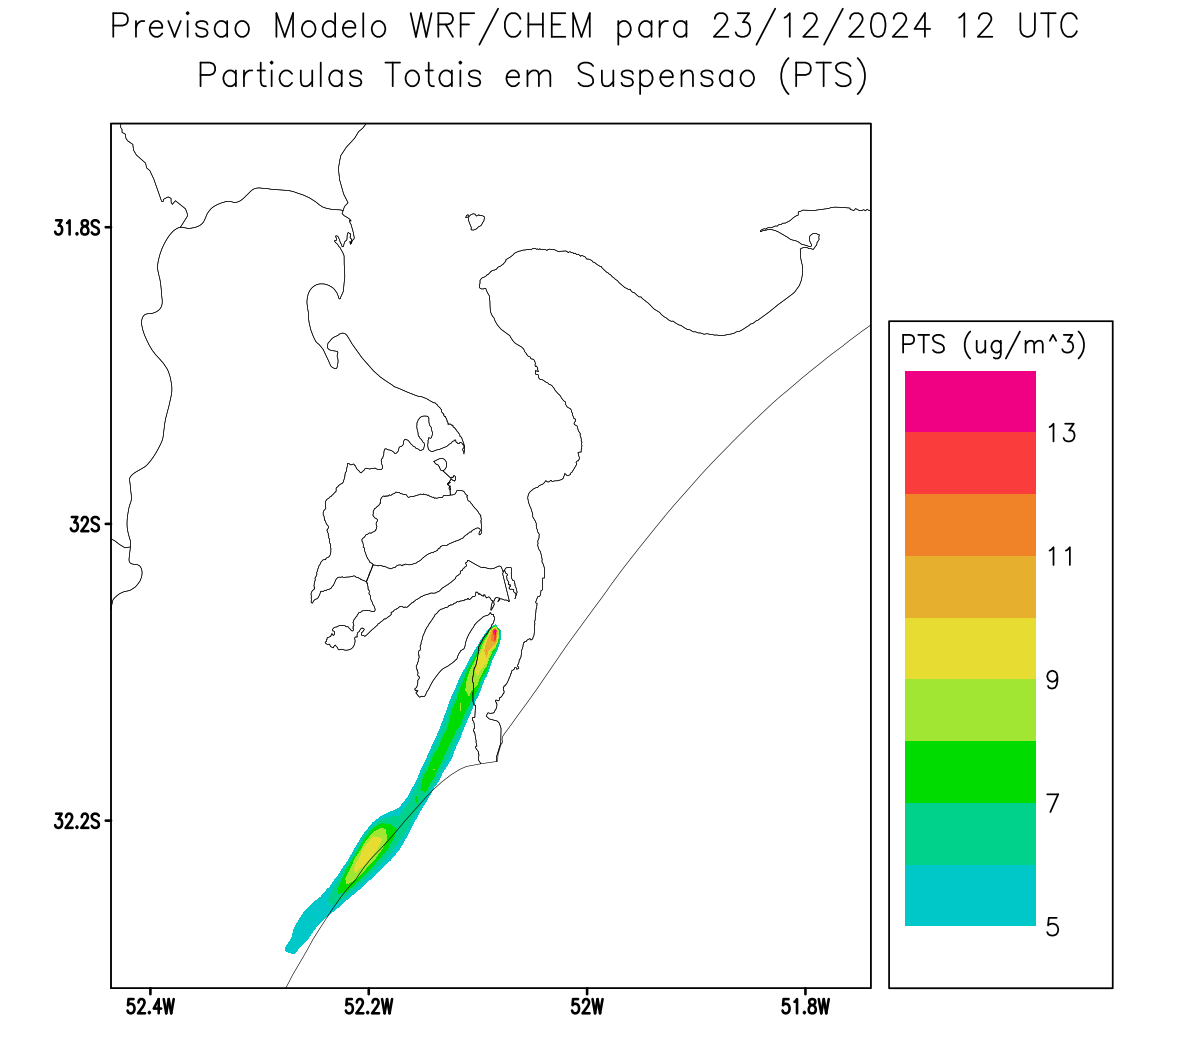 Previsao Modelo WRF/CHEM para 23/12/2024 12 UTC
Particulas Totais em Suspensao (PTS)
31.8S
32S
32.2S
52.4W
52.2W
52W
51.8W
PTS (ug/m^3)
13
11
9
7
5